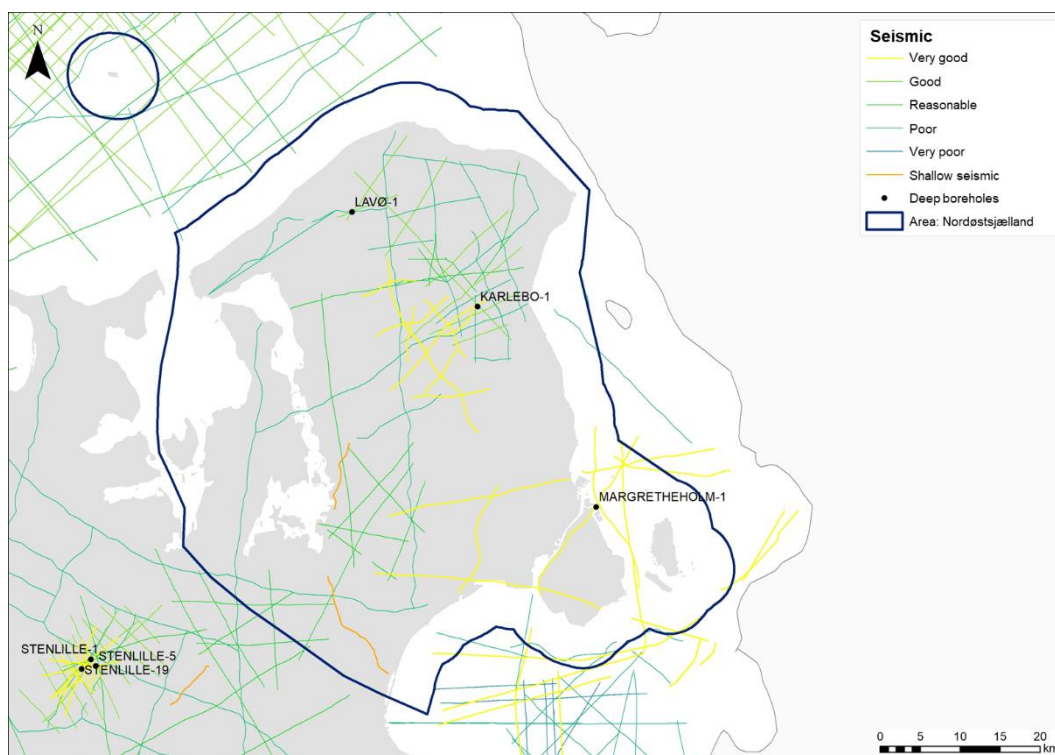 N
Seismic
Very good
Good
Reasonable
Poor
Very poor
Shallow seismic
Deep boreholes
Area: Nordøstsjælland
LAVØ-1
KARLEBO-1
MARGRETHEHOLM-1
STENLILLE-1
STENLILLE-5
STENLILLE-19
0 5 10 15 20
km